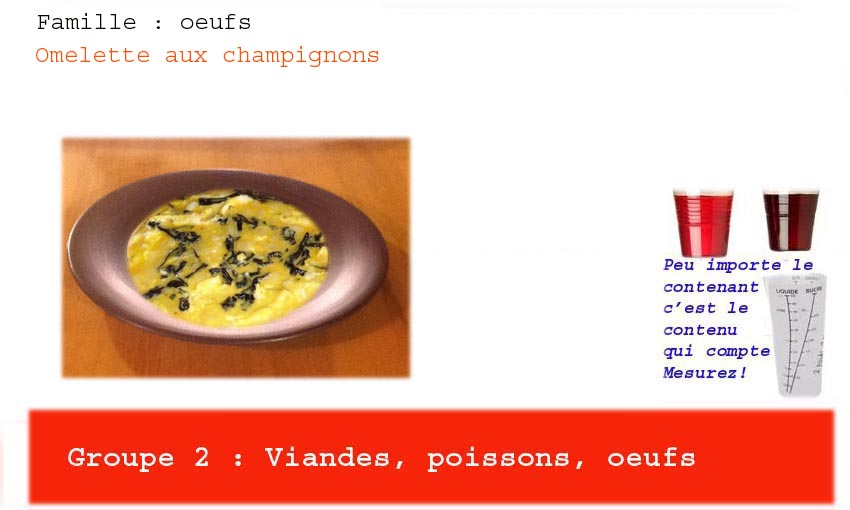 Famille : oeufs
Omelette aux champignons
Peu importe le
contenant
c’est le
contenu
qui compte
Mesurez!
LIQUIDE SUCRE
Groupe 2 : Viandes, poissons, oeufs